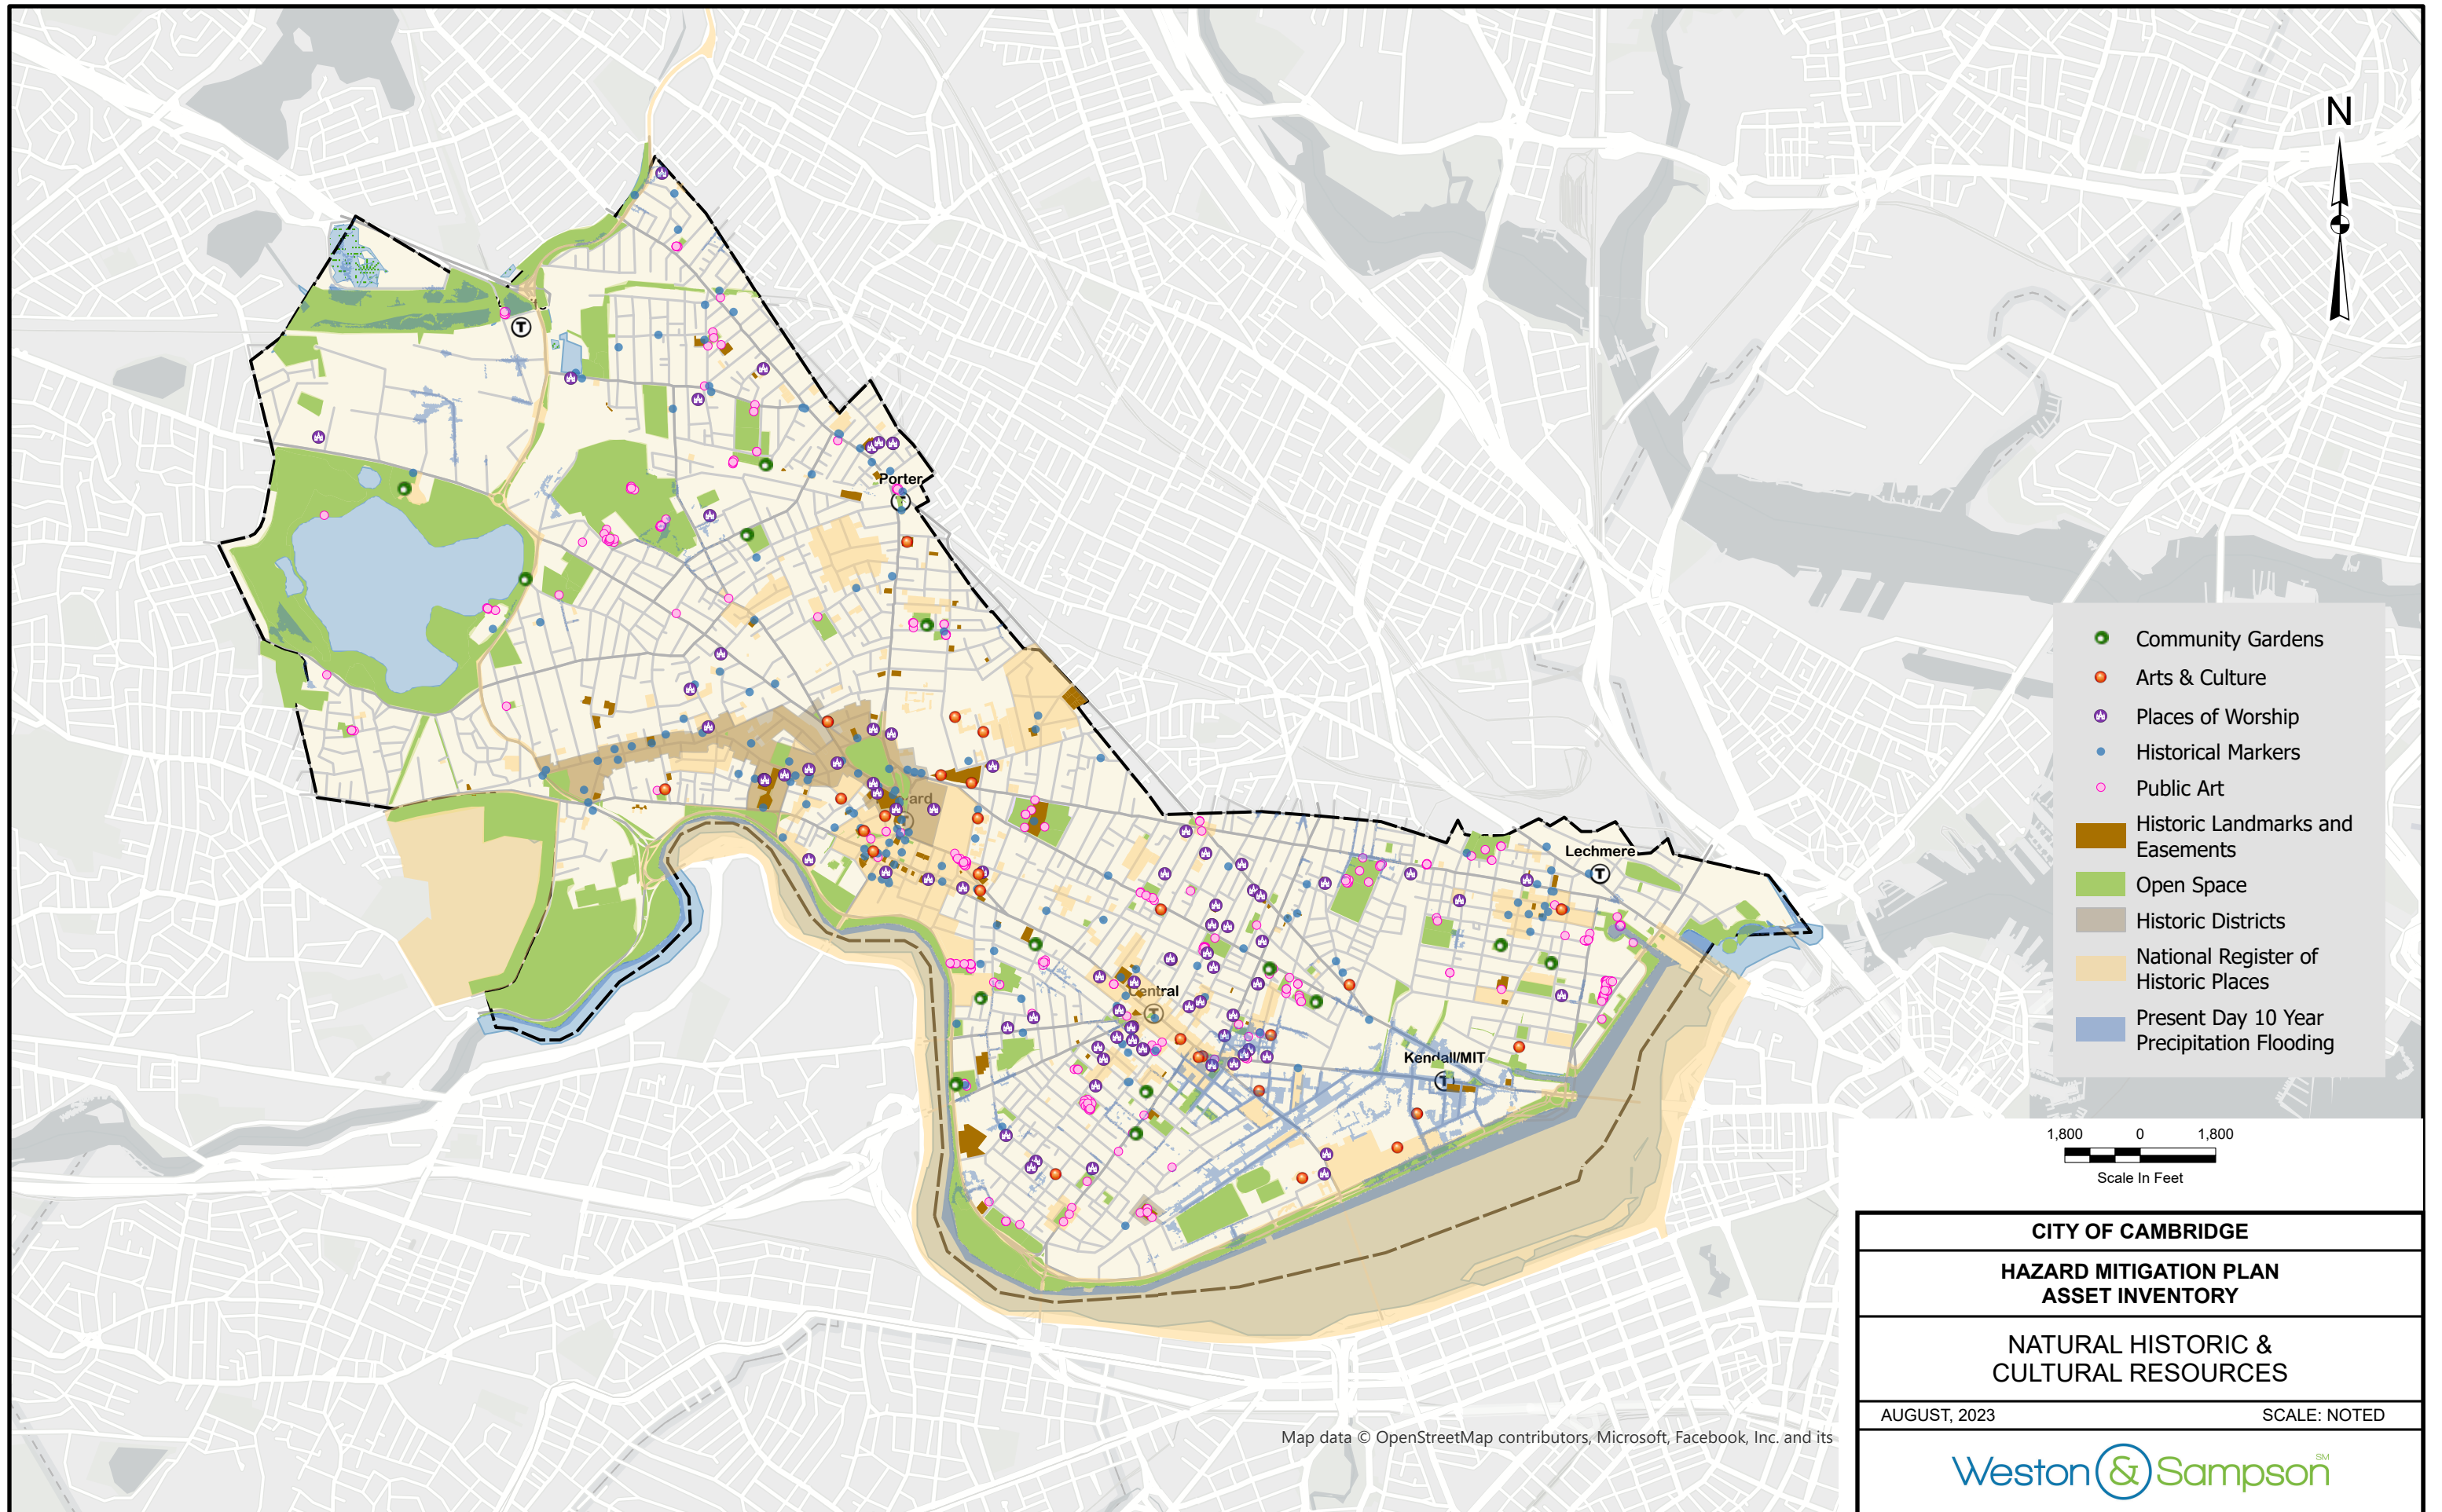 N
Porter
Lechmere
Central
Kendall/MIT
Community Gardens
Arts & Culture
Places of Worship
Historical Markers
Public Art
Historic Landmarks and
Easements
Open Space
Historic Districts
National Register of
Historic Places
Present Day 10 Year
Precipitation Flooding
1,800 0 1,800
Scale In Feet
CITY OF CAMBRIDGE
HAZARD MITIGATION PLAN
ASSET INVENTORY
NATURAL HISTORIC &
CULTURAL RESOURCES
AUGUST, 2023 SCALE: NOTED
Map data © OpenStreetMap contributors, Microsoft, Facebook, Inc. and its
Weston & Sampson SM